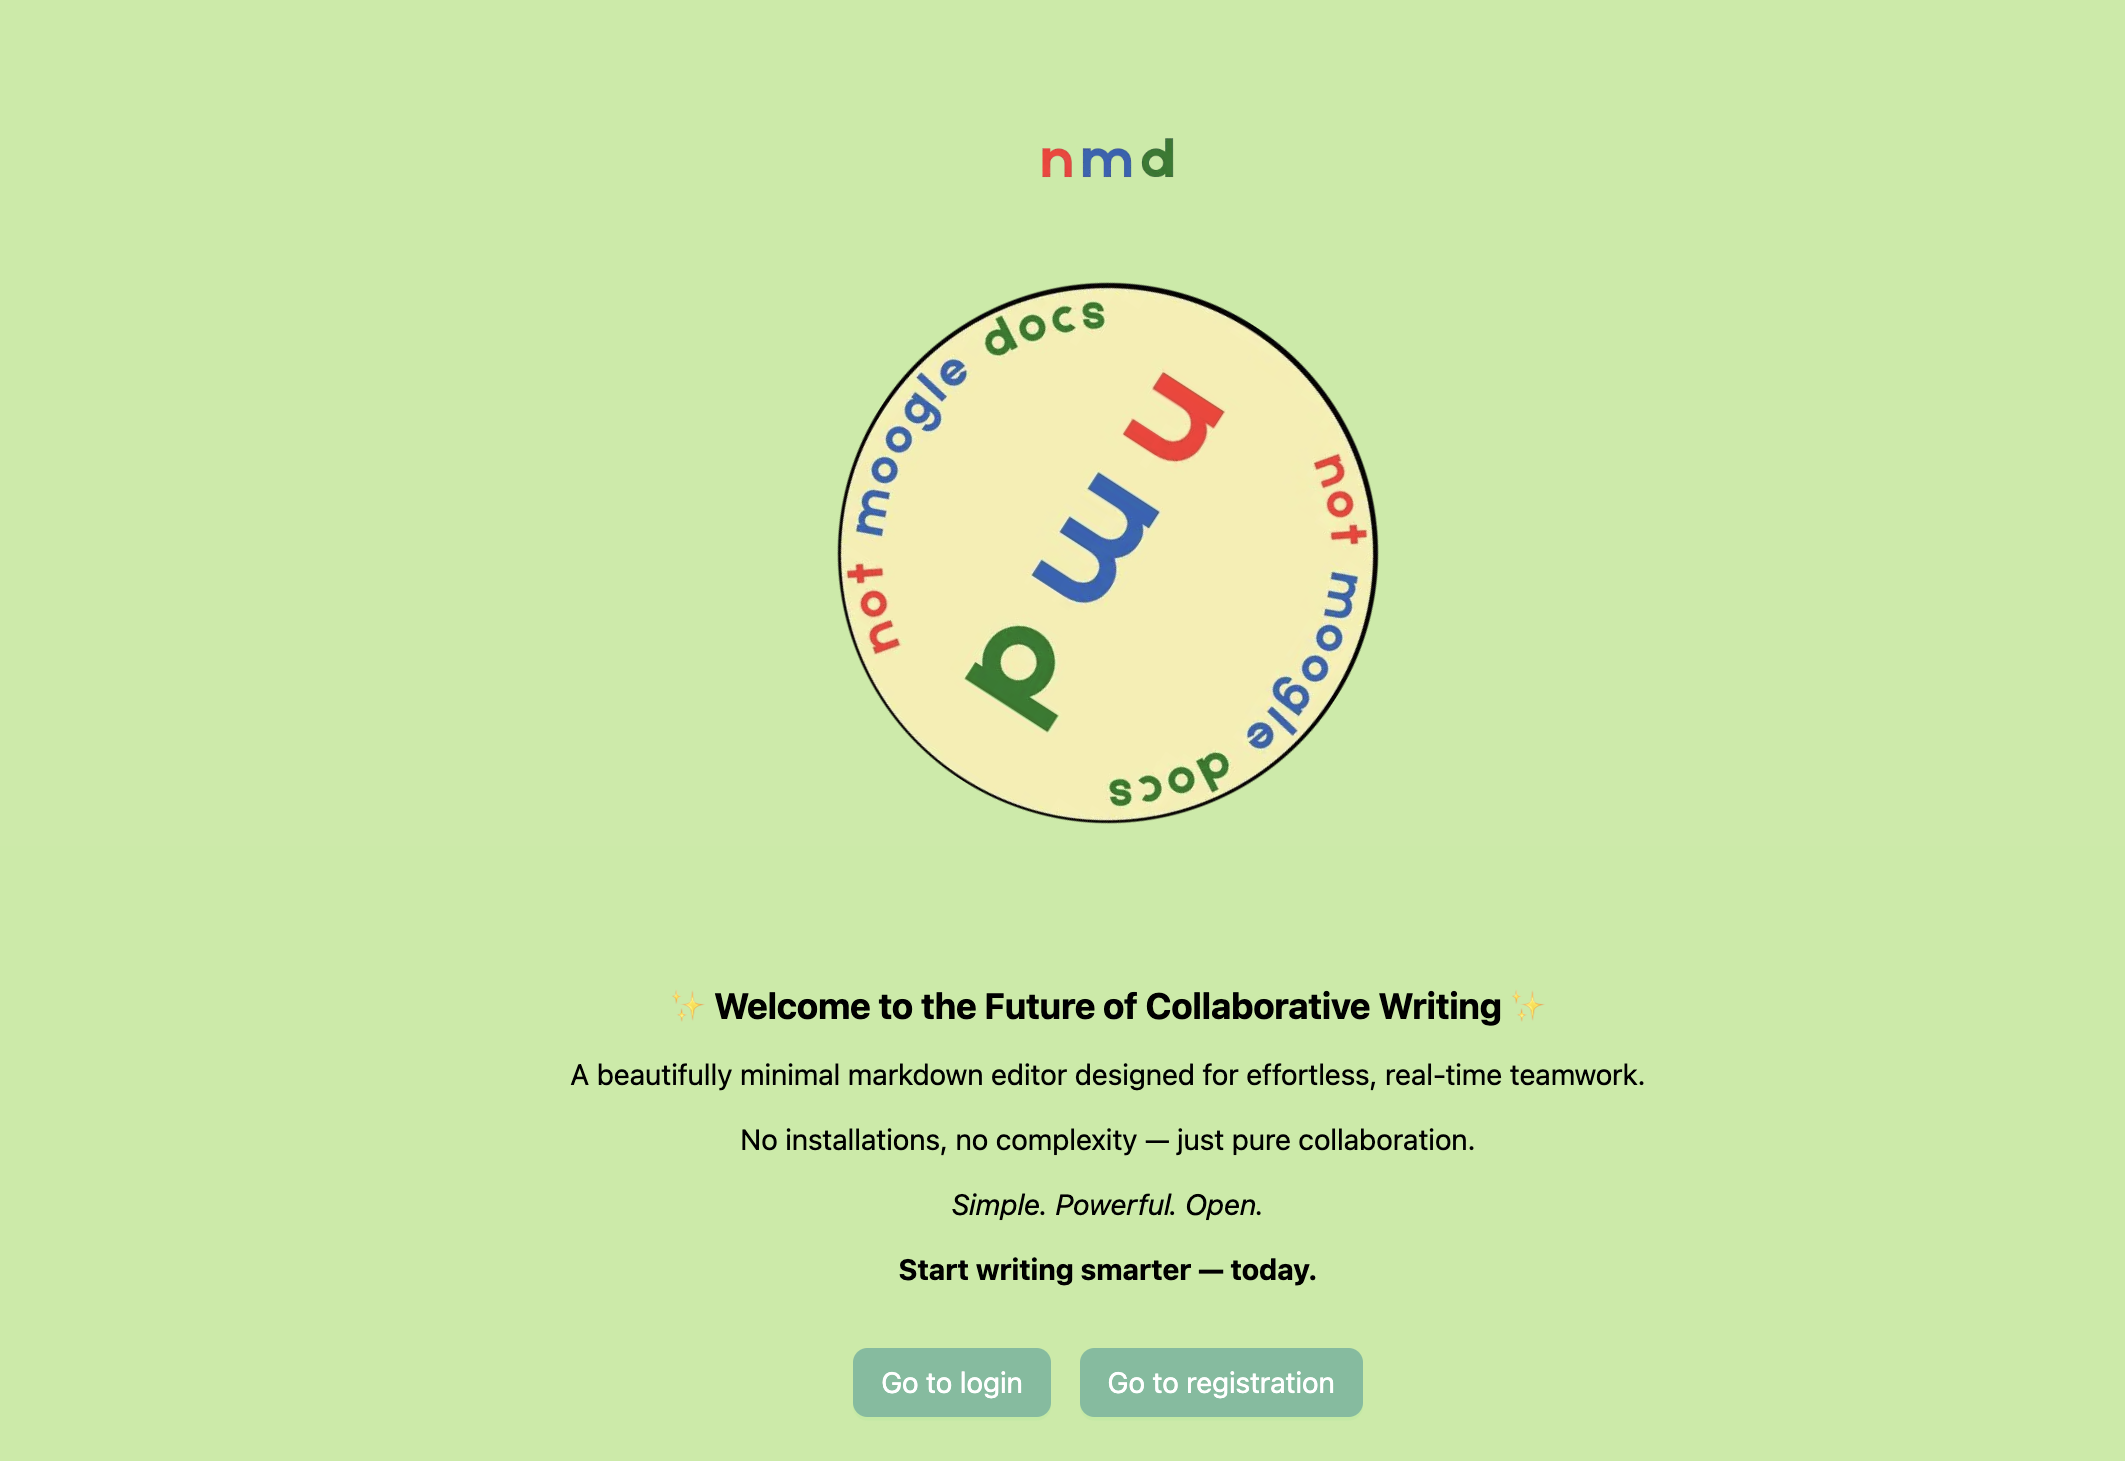 nmd
not moogle docs
nmd
not moogle docs
✨ Welcome to the Future of Collaborative Writing ✨
A beautifully minimal markdown editor designed for effortless, real-time teamwork.
No installations, no complexity — just pure collaboration.
Simple. Powerful. Open.
Start writing smarter — today.
Go to login
Go to registration